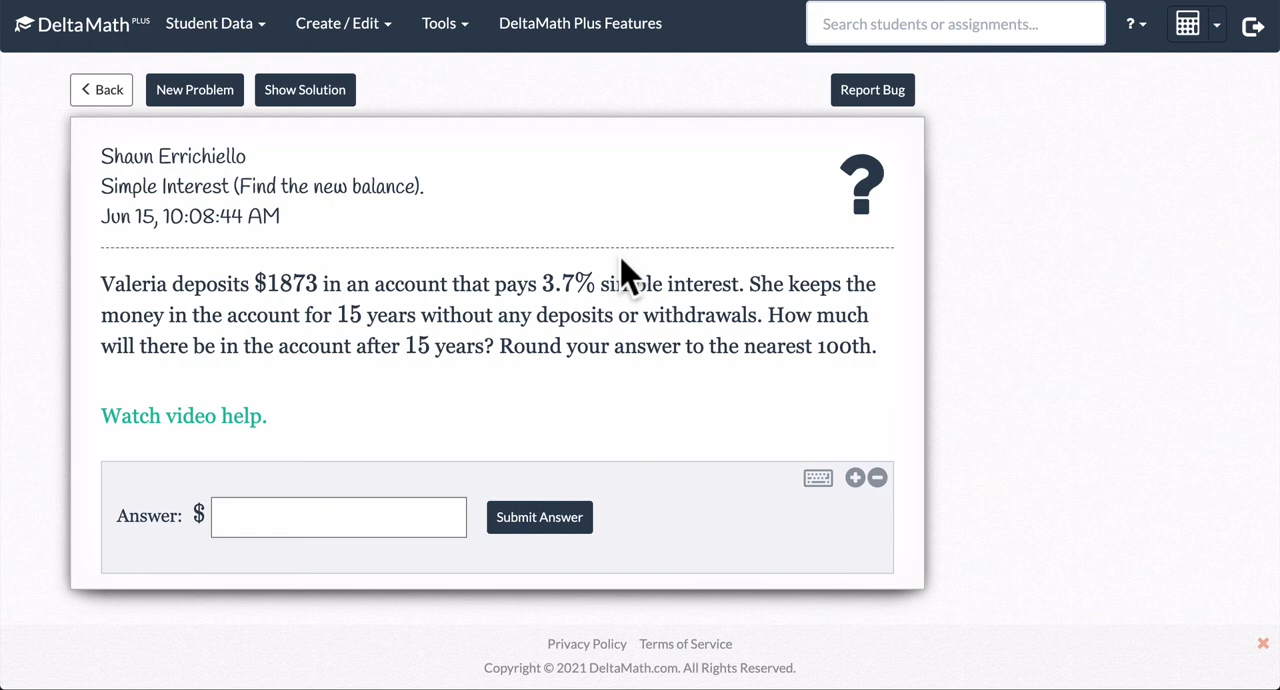 DeltaMath PLUS Student Data Create / Edit Tools DeltaMath Plus Features Search students or assignments... ?
Back New Problem Show Solution Report Bug
Shaun Errichiello
Simple Interest (Find the new balance).
Jun 15, 10:08:44 AM
?
Valeria deposits $1873 in an account that pays 3.7% simple interest. She keeps the
money in the account for 15 years without any deposits or withdrawals. How much
will there be in the account after 15 years? Round your answer to the nearest 100th.
Watch video help.
Answer: $ Submit Answer
Privacy Policy Terms of Service
Copyright © 2021 DeltaMath.com. All Rights Reserved.